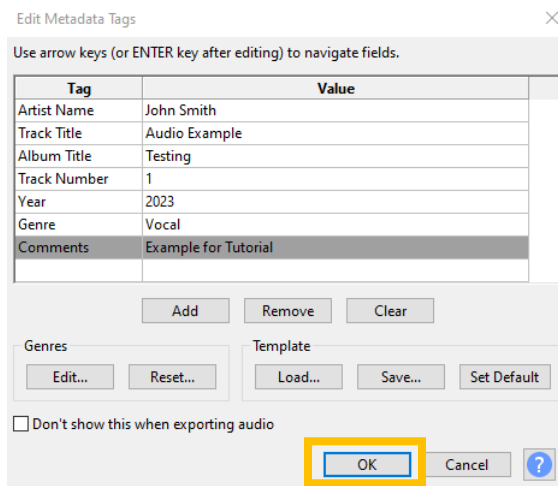 Edit Metadata Tags
Use arrow keys (or ENTER key after editing) to navigate fields.
Tag Value
Artist Name John Smith
Track Title Audio Example
Album Title Testing
Track Number 1
Year 2023
Genre Vocal
Comments Example for Tutorial
Add Remove Clear
Genres Template
Edit... Reset... Load... Save... Set Default
Don't show this when exporting audio
OK Cancel ?